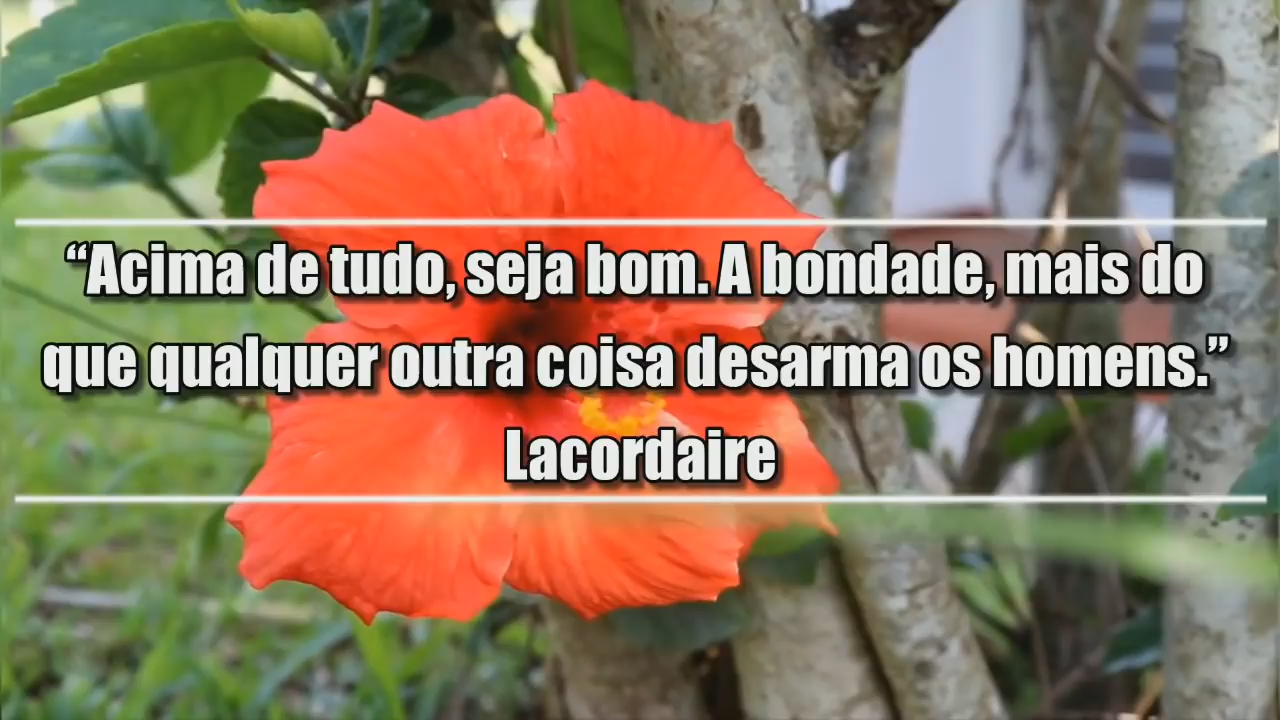 “Acima de tudo, seja bom. A bondade, mais do
que qualquer outra coisa desarma os homens.”
Lacordaire